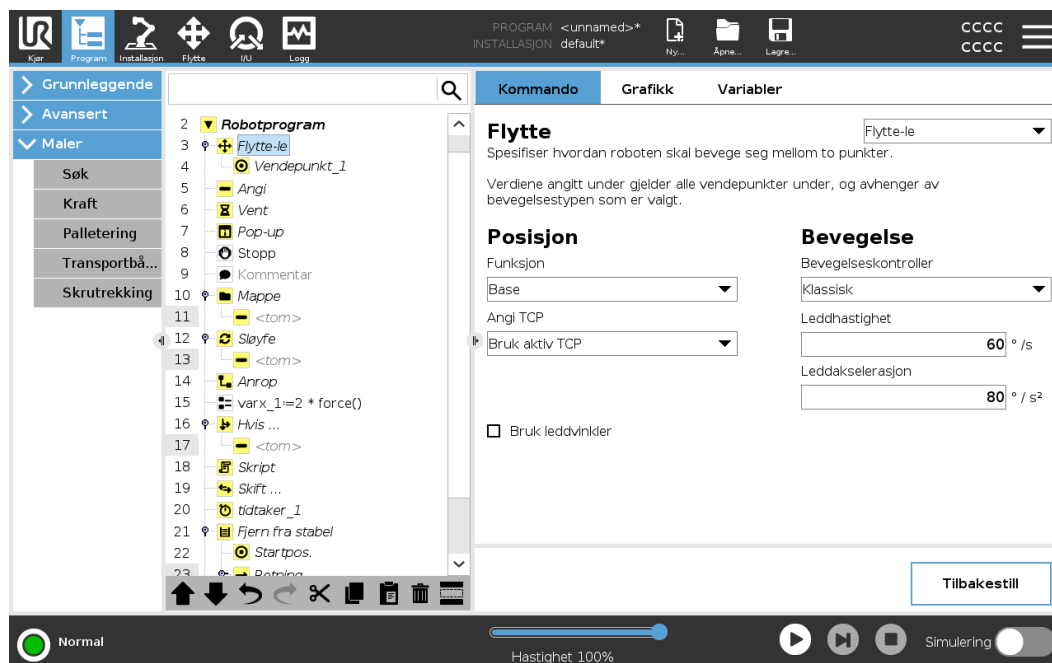 UR
PROGRAM <unnamed>*
INSTALLASJON default*
Kjør
Program
Installasjon
Flytte
I/U
Logg
Ny...
Åpne...
Lagre...
CCCC
CCCC
Grunnleggende
Avansert
Maler
Søk
Kraft
Palletering
Transportbå...
Skrutrekking
2 Robotprogram
3 Flytte-le
4 Vendepunkt_1
5 Angi
6 Vent
7 Pop-up
8 Stopp
9 Kommentar
10 Mappe
11 <tom>
12 Sløyfe
13 <tom>
14 Anrop
15 varx_1:=2 * force()
16 Hvis ...
17 <tom>
18 Skript
19 Skift ...
20 tidtaker_1
21 Fjern fra stabel
22 Startpos.
23 Retning
Kommando
Grafikk
Variabler
Flytte
Flytte-le
Spesifiser hvordan roboten skal bevege seg mellom to punkter.
Verdiene angitt under gjelder alle vendepunkter under, og avhenger av
bevegelsestypen som er valgt.
Posisjon
Funksjon
Base
Angi TCP
Bruk aktiv TCP
Bruk leddvinkler
Bevegelse
Bevegelseskontroller
Klassisk
Leddhastighet
60 ° /s
Leddakselerasjon
80 ° / s²
Tilbakestill
Normal
Hastighet 100%
Simulering